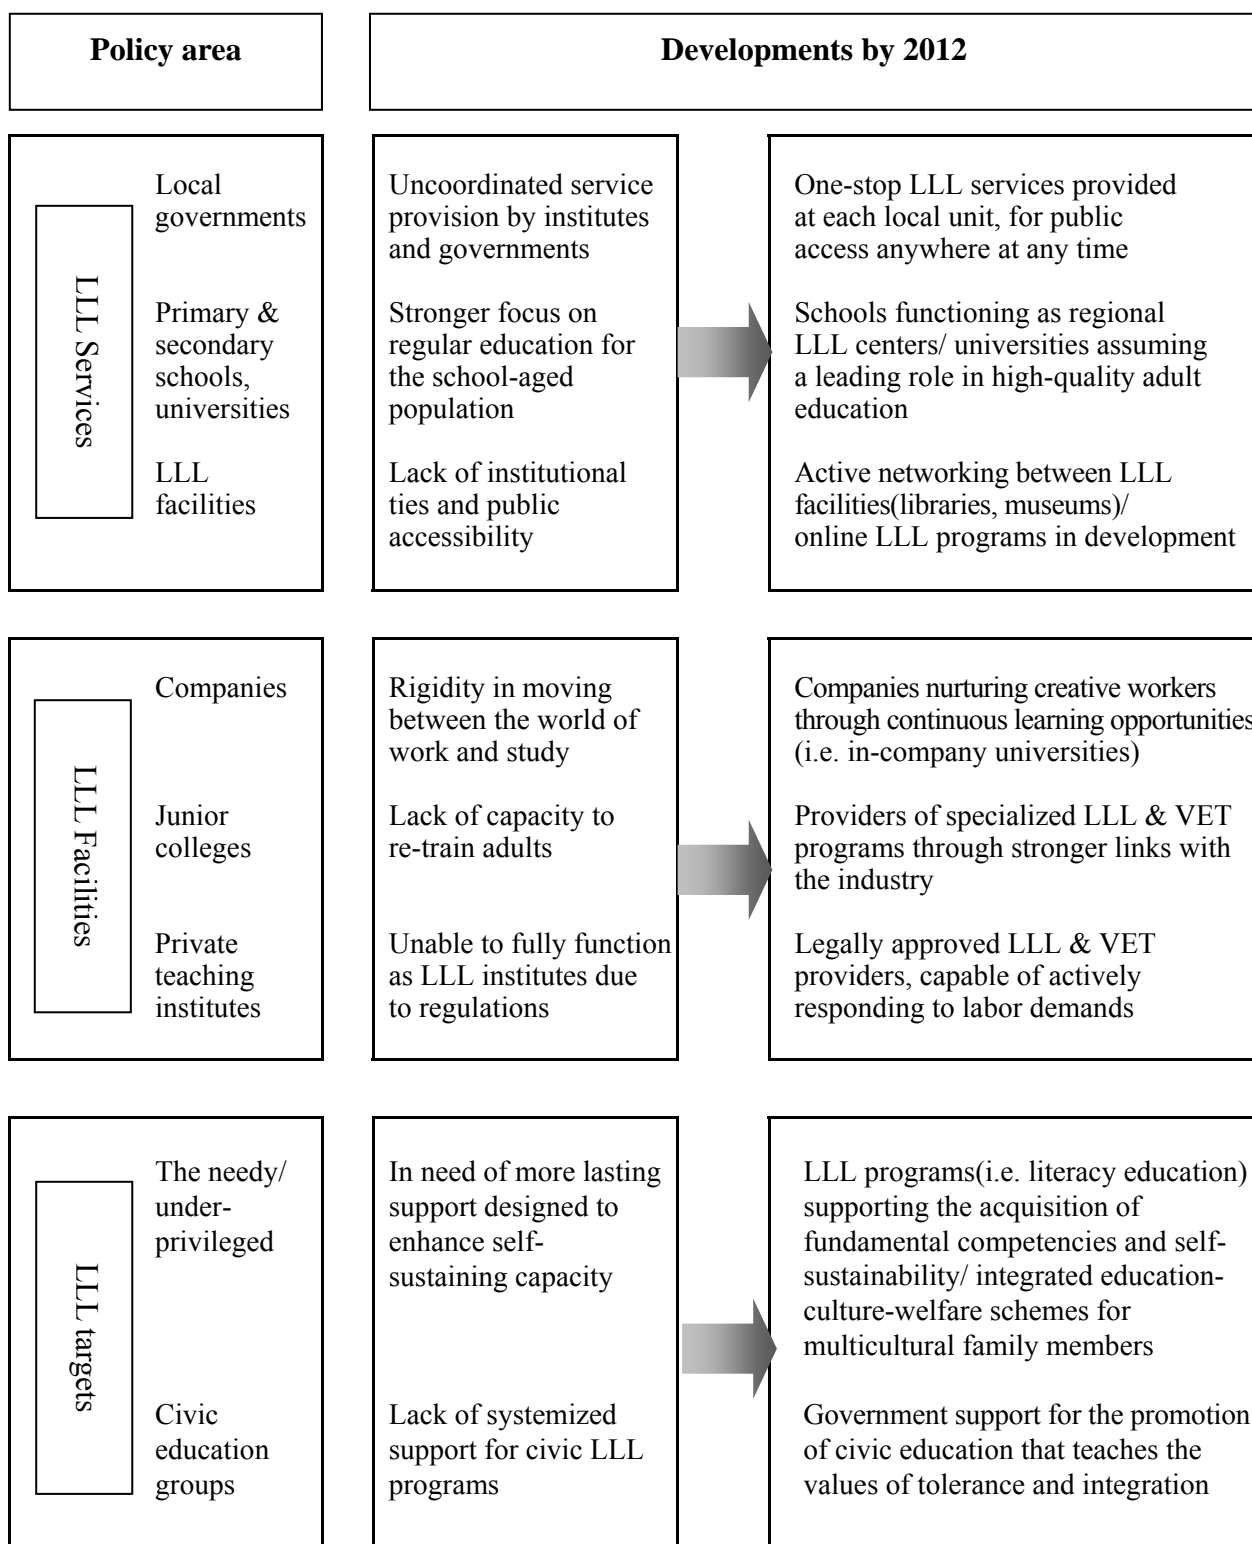 Policy area
Developments by 2012
LLL Services
Local
governments
Primary &
secondary
schools,
universities
LLL
facilities
Uncoordinated service
provision by institutes
and governments
Stronger focus on
regular education for
the school-aged
population
Lack of institutional
ties and public
accessibility
One-stop LLL services provided
at each local unit, for public
access anywhere at any time
Schools functioning as regional
LLL centers/ universities assuming
a leading role in high-quality adult
education
Active networking between LLL
facilities(libraries, museums)/
online LLL programs in development
LLL Facilities
Companies
Junior
colleges
Private
teaching
institutes
Rigidity in moving
between the world of
work and study
Lack of capacity to
re-train adults
Unable to fully function
as LLL institutes due
to regulations
Companies nurturing creative workers
through continuous learning opportunities
(i.e. in-company universities)
Providers of specialized LLL & VET
programs through stronger links with
the industry
Legally approved LLL & VET
providers, capable of actively
responding to labor demands
LLL targets
The needy/
under-
privileged
Civic
education
groups
In need of more lasting
support designed to
enhance self-
sustaining capacity
Lack of systemized
support for civic LLL
programs
LLL programs(i.e. literacy education)
supporting the acquisition of
fundamental competencies and self-
sustainability/ integrated education-
culture-welfare schemes for
multicultural family members
Government support for the promotion
of civic education that teaches the
values of tolerance and integration